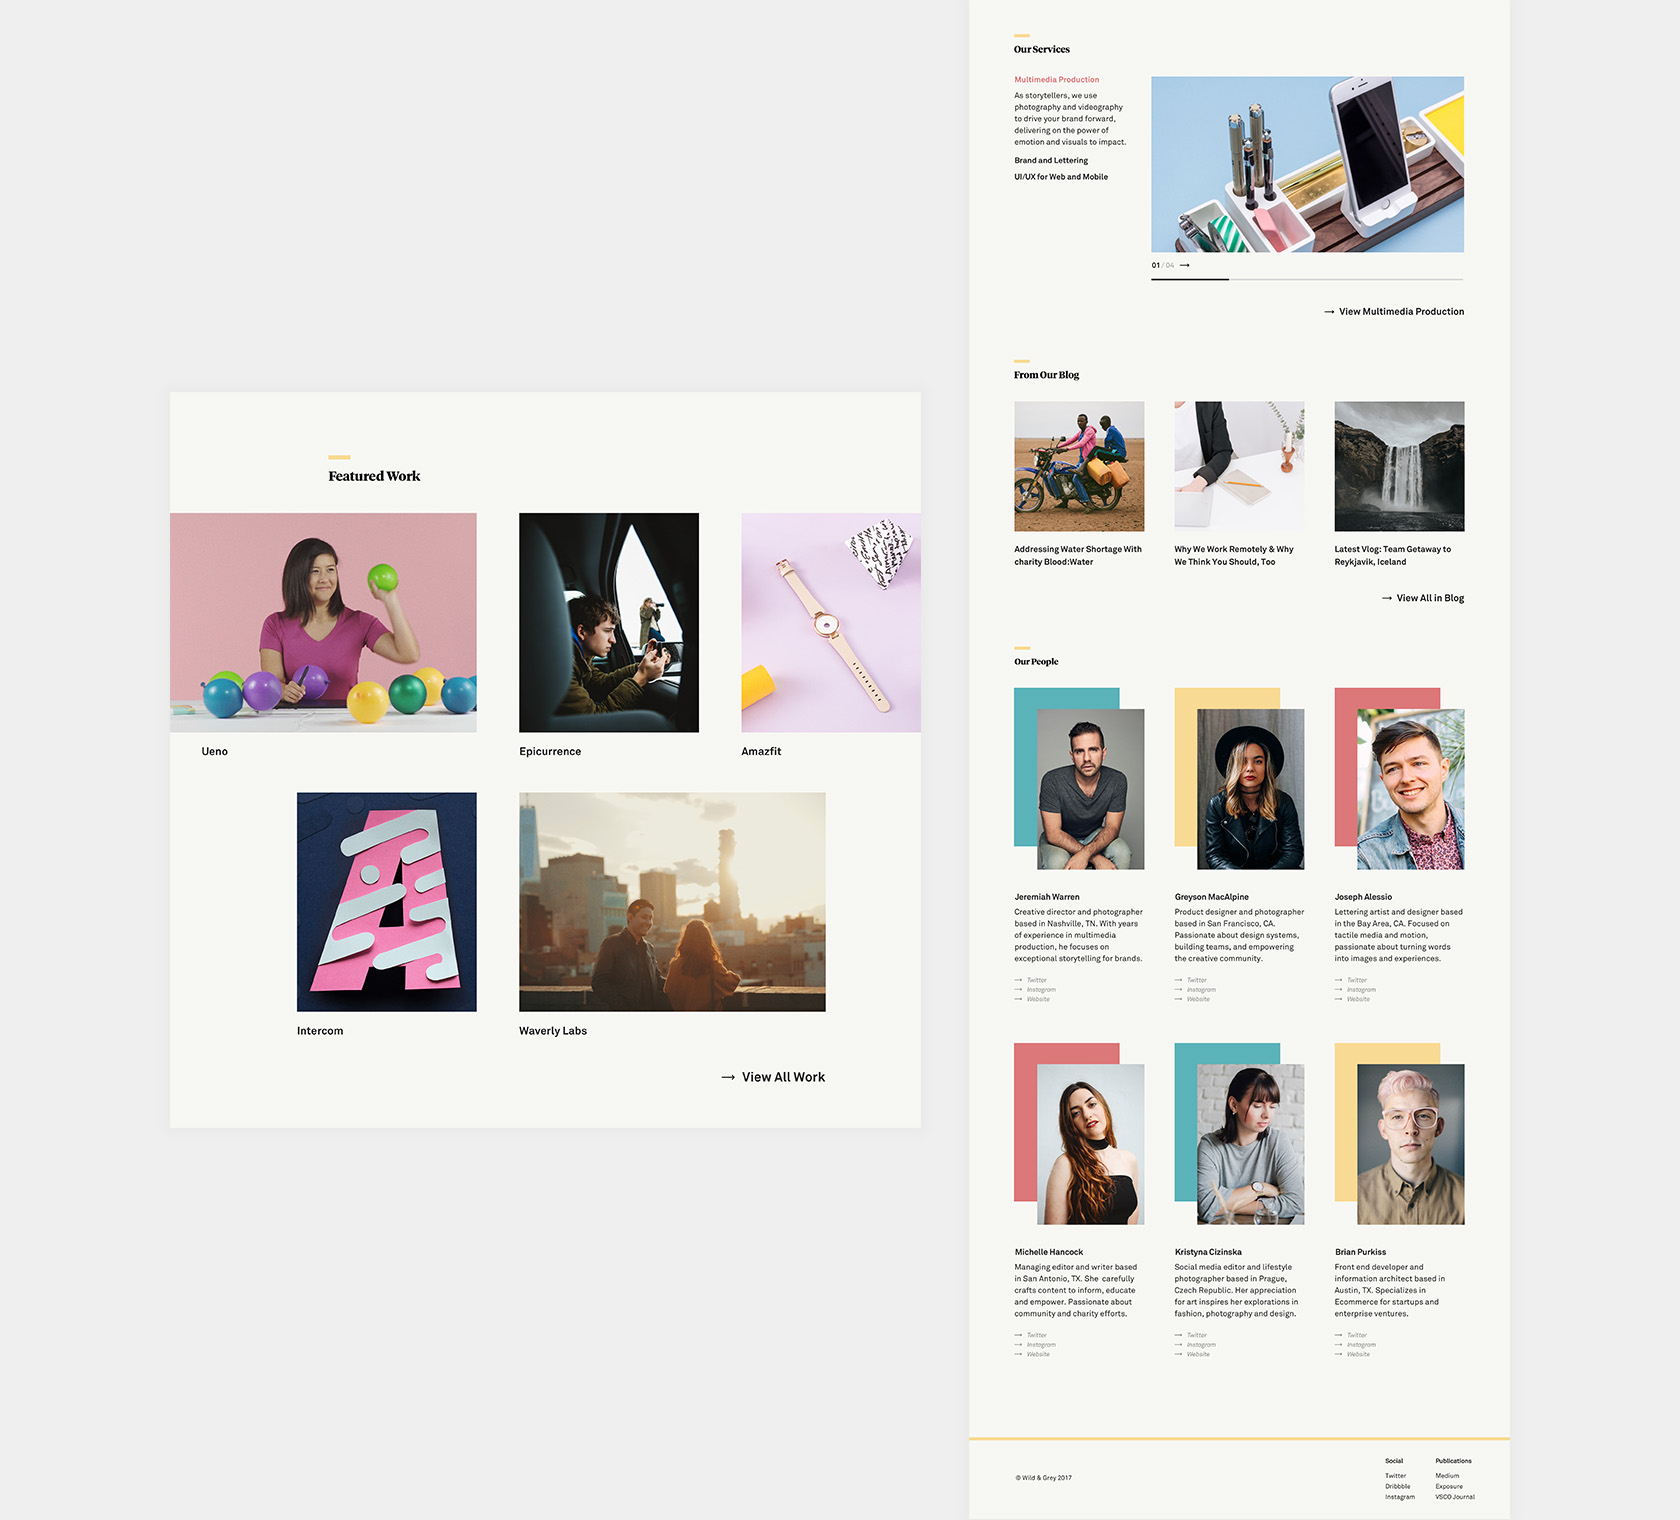 Featured Work
Ueno
Epicurrence
Amazfit
Intercom
Waverly Labs
→ View All Work
Our Services
Multimedia Production
As storytellers, we use
photography and videography
to drive your brand forward,
delivering on the power of
emotion and visuals to impact.
Brand and Lettering
UI/UX for Web and Mobile
01 / 04 →
→ View Multimedia Production
From Our Blog
Addressing Water Shortage With
charity Blood:Water
Why We Work Remotely & Why
We Think You Should, Too
Latest Vlog: Team Getaway to
Reykjavik, Iceland
→ View All in Blog
Our People
Jeremiah Warren
Creative director and photographer
based in Nashville, TN. With years
of experience in multimedia
production, he focuses on
exceptional storytelling for brands.
→ Twitter
→ Instagram
→ Website
Greyson MacAlpine
Product designer and photographer
based in San Francisco, CA.
Passionate about design systems,
building teams, and empowering
the creative community.
→ Twitter
→ Instagram
→ Website
Joseph Alessio
Lettering artist and designer based
in the Bay Area, CA. Focused on
tactile media and motion,
passionate about turning words
into images and experiences.
→ Twitter
→ Instagram
→ Website
Michelle Hancock
Managing editor and writer based
in San Antonio, TX. She carefully
crafts content to inform, educate
and empower. Passionate about
community and charity efforts.
→ Twitter
→ Instagram
→ Website
Kristyna Cizinska
Social media editor and lifestyle
photographer based in Prague,
Czech Republic. Her appreciation
for art inspires her explorations in
fashion, photography and design.
→ Twitter
→ Instagram
→ Website
Brian Purkiss
Front end developer and
information architect based in
Austin, TX. Specializes in
Ecommerce for startups and
enterprise ventures.
→ Twitter
→ Instagram
→ Website
© Wild & Grey 2017
Social
Twitter
Dribbble
Instagram
Publications
Medium
Exposure
VSCO Journal